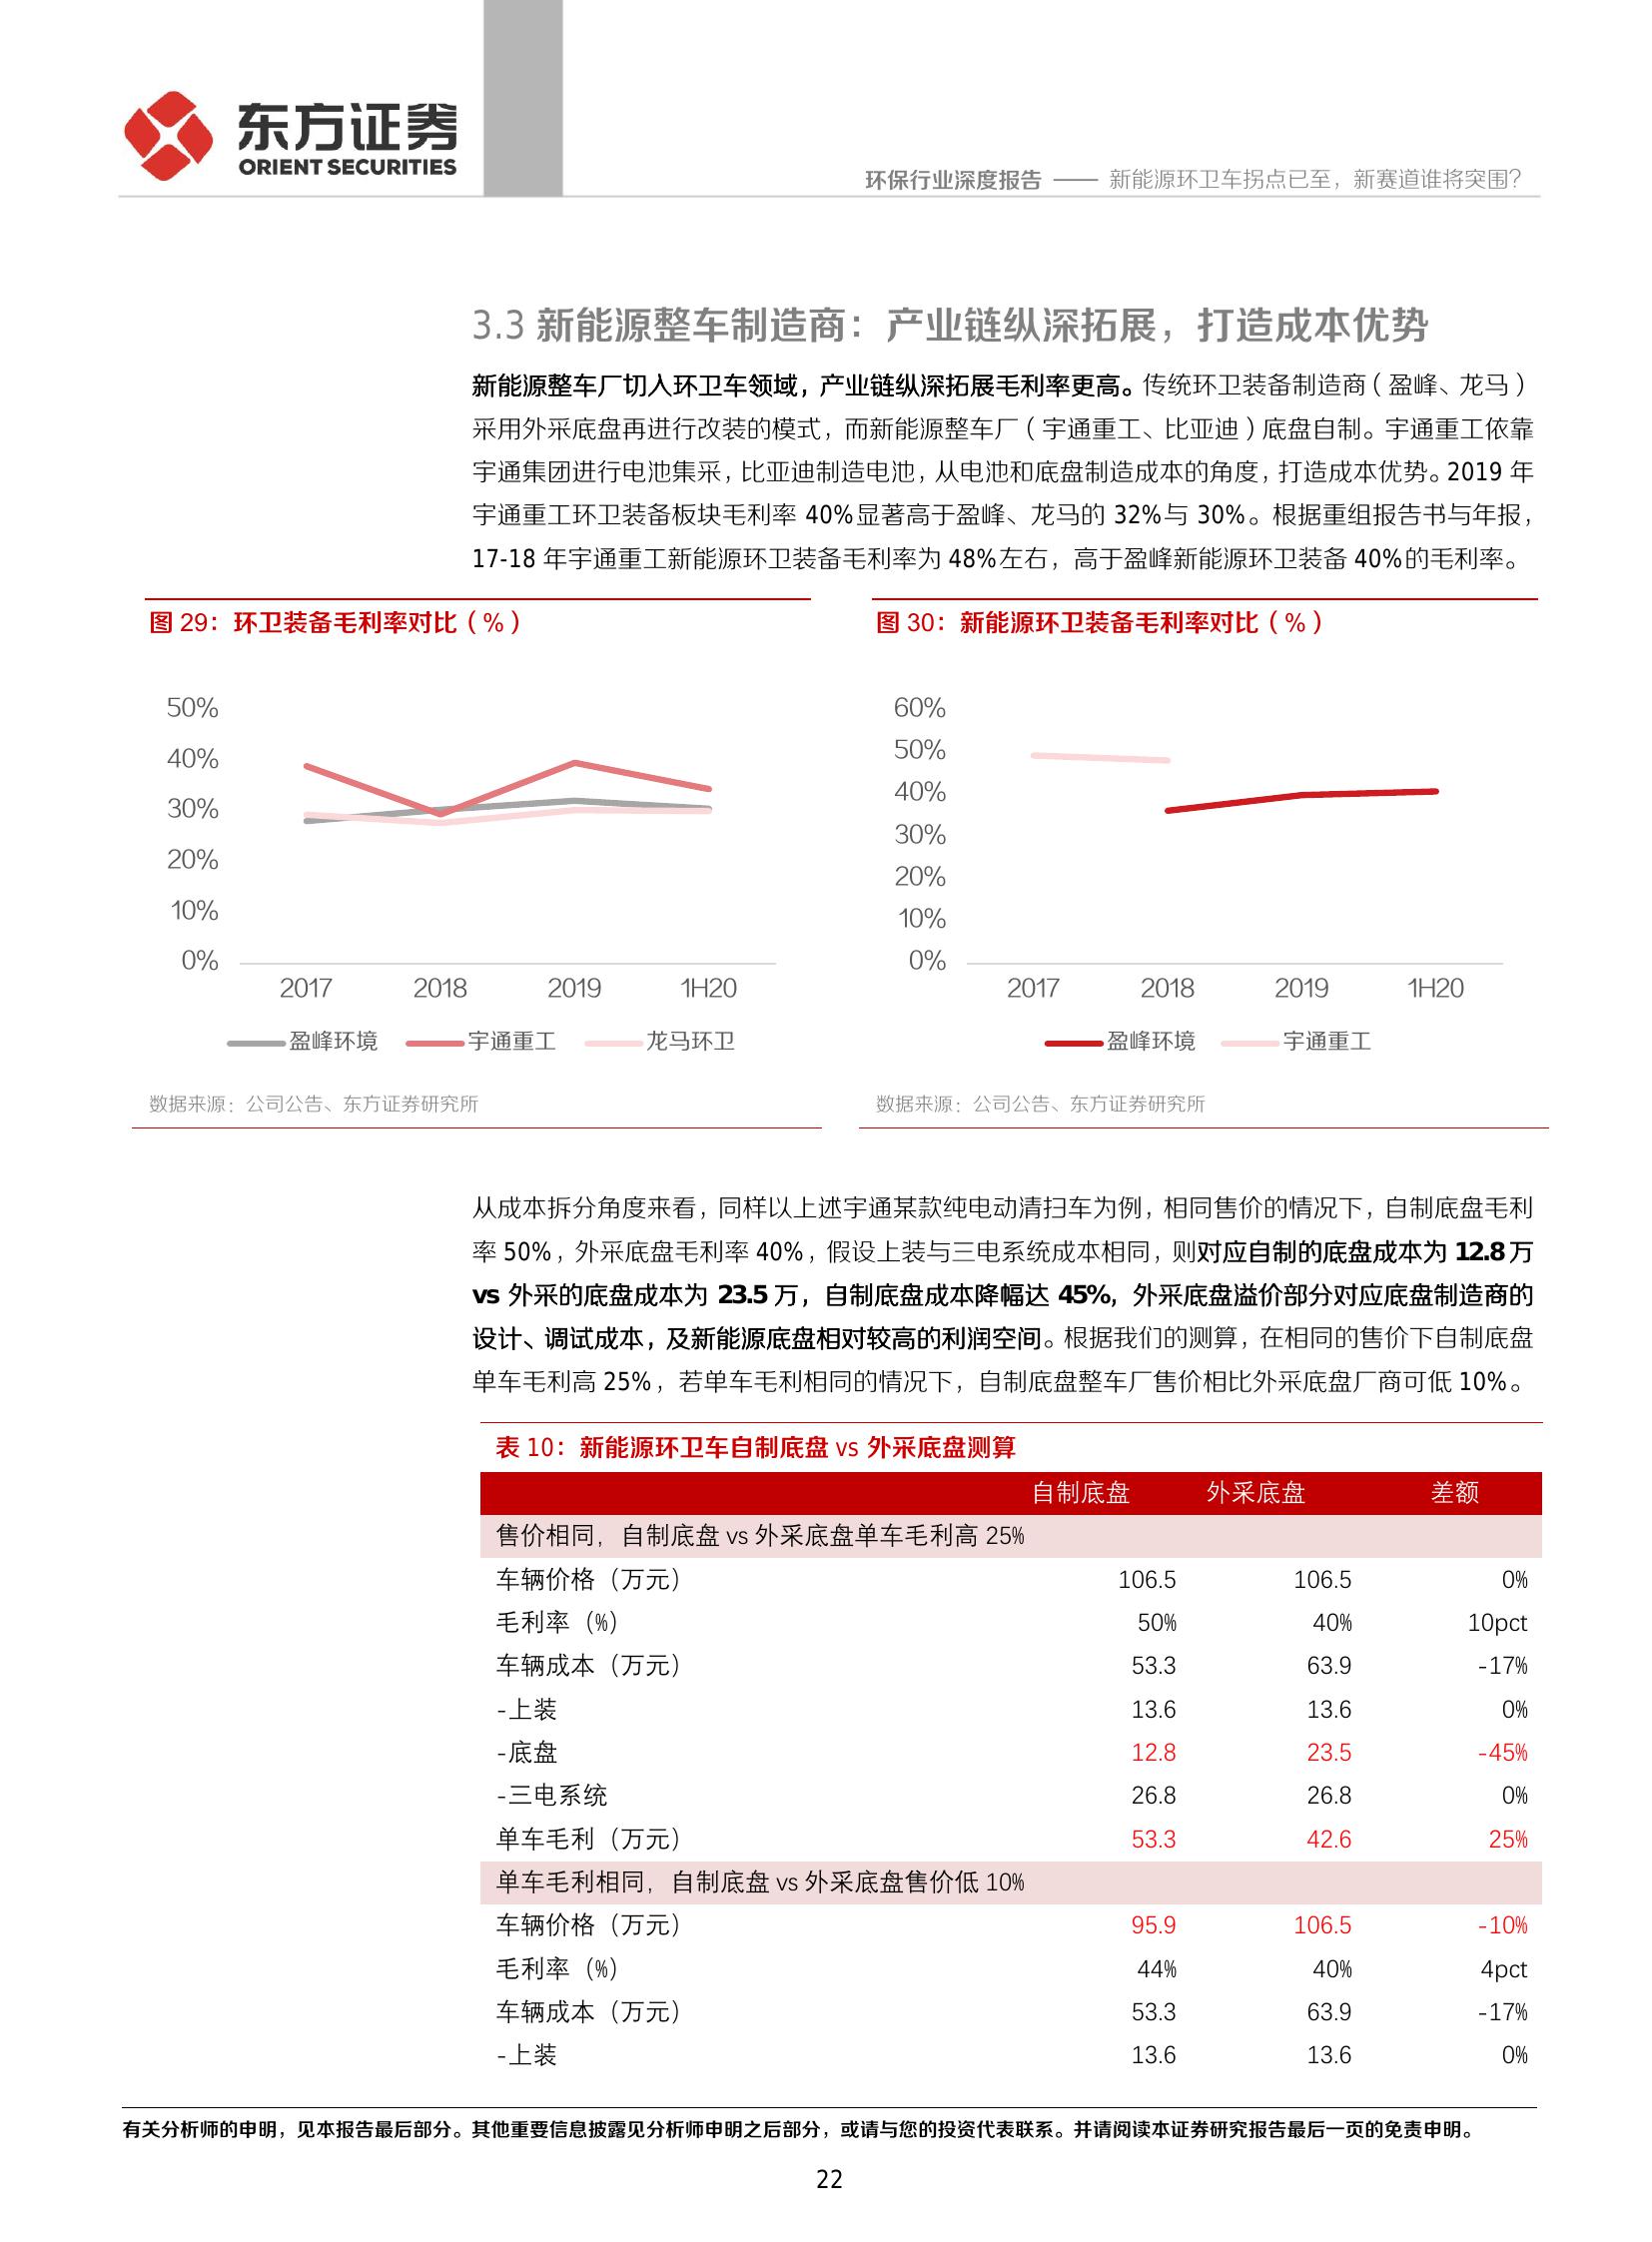 东方证券
ORIENT SECURITIES
环保行业深度报告 —— 新能源环卫车拐点已至，新赛道谁将突围？
3.3 新能源整车制造商：产业链纵深拓展，打造成本优势
新能源整车厂切入环卫车领域，产业链纵深拓展毛利率更高。传统环卫装备制造商（盈峰、龙马）
采用外采底盘再进行改装的模式，而新能源整车厂（宇通重工、比亚迪）底盘自制。宇通重工依靠
宇通集团进行电池集采，比亚迪制造电池，从电池和底盘制造成本的角度，打造成本优势。2019 年
宇通重工环卫装备板块毛利率 40%显著高于盈峰、龙马的 32%与 30%。根据重组报告书与年报，
17-18 年宇通重工新能源环卫装备毛利率为 48%左右，高于盈峰新能源环卫装备 40%的毛利率。
图 29：环卫装备毛利率对比（%）
50%
40%
30%
20%
10%
0%
2017 2018 2019 1H20
盈峰环境 宇通重工 龙马环卫
数据来源：公司公告、东方证券研究所
图 30：新能源环卫装备毛利率对比（%）
60%
50%
40%
30%
20%
10%
0%
2017 2018 2019 1H20
盈峰环境 宇通重工
数据来源：公司公告、东方证券研究所
从成本拆分角度来看，同样以上述宇通某款纯电动清扫车为例，相同售价的情况下，自制底盘毛利
率 50%，外采底盘毛利率 40%，假设上装与三电系统成本相同，则对应自制的底盘成本为 12.8 万
vs 外采的底盘成本为 23.5 万，自制底盘成本降幅达 45%，外采底盘溢价部分对应底盘制造商的
设计、调试成本，及新能源底盘相对较高的利润空间。根据我们的测算，在相同的售价下自制底盘
单车毛利高 25%，若单车毛利相同的情况下，自制底盘整车厂售价相比外采底盘厂商可低 10%。
表 10：新能源环卫车自制底盘 vs 外采底盘测算
自制底盘 外采底盘 差额
售价相同，自制底盘 vs 外采底盘单车毛利高 25%
车辆价格（万元） 106.5 106.5 0%
毛利率（%） 50% 40% 10pct
车辆成本（万元） 53.3 63.9 -17%
-上装 13.6 13.6 0%
-底盘 12.8 23.5 -45%
-三电系统 26.8 26.8 0%
单车毛利（万元） 53.3 42.6 25%
单车毛利相同，自制底盘 vs 外采底盘售价低 10%
车辆价格（万元） 95.9 106.5 -10%
毛利率（%） 44% 40% 4pct
车辆成本（万元） 53.3 63.9 -17%
-上装 13.6 13.6 0%
有关分析师的申明，见本报告最后部分。其他重要信息披露见分析师申明之后部分，或请与您的投资代表联系。并请阅读本证券研究报告最后一页的免责申明。
22